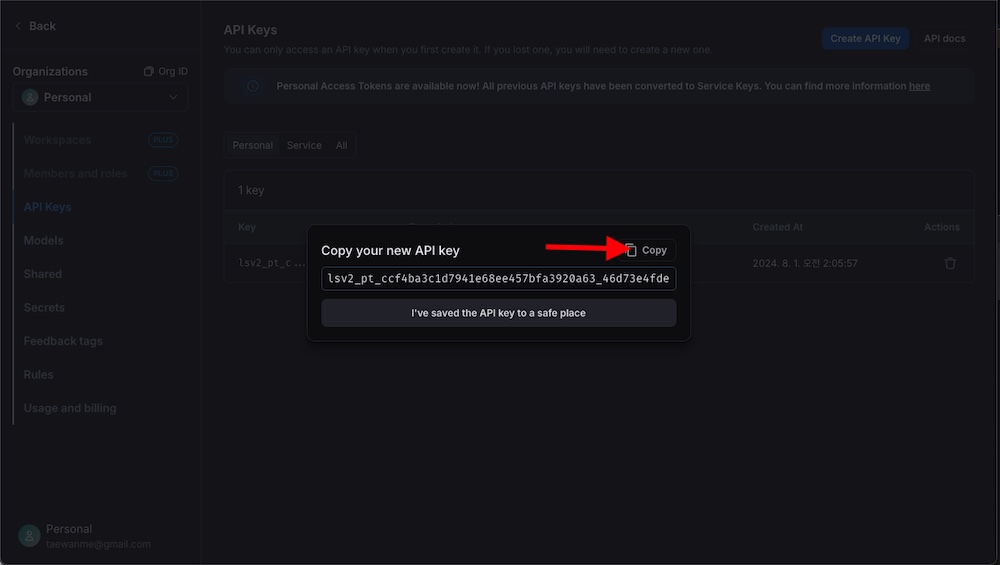 Back
Organizations
Org ID
Personal
Workspaces PLUS
Members and roles PLUS
API Keys
Models
Shared
Secrets
Feedback tags
Rules
Usage and billing
Personal
taewanme@gmail.com
API Keys
You can only access an API key when you first create it. If you lost one, you will need to create a new one.
Create API Key
API docs
Personal Access Tokens are available now! All previous API keys have been converted to Service Keys. You can find more information here
Personal Service All
1 key
Key Created At Actions
lsv2_pt_c... 2024. 8. 1. 오전 2:05:57
Copy your new API key
Copy
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
I've saved the API key to a safe place